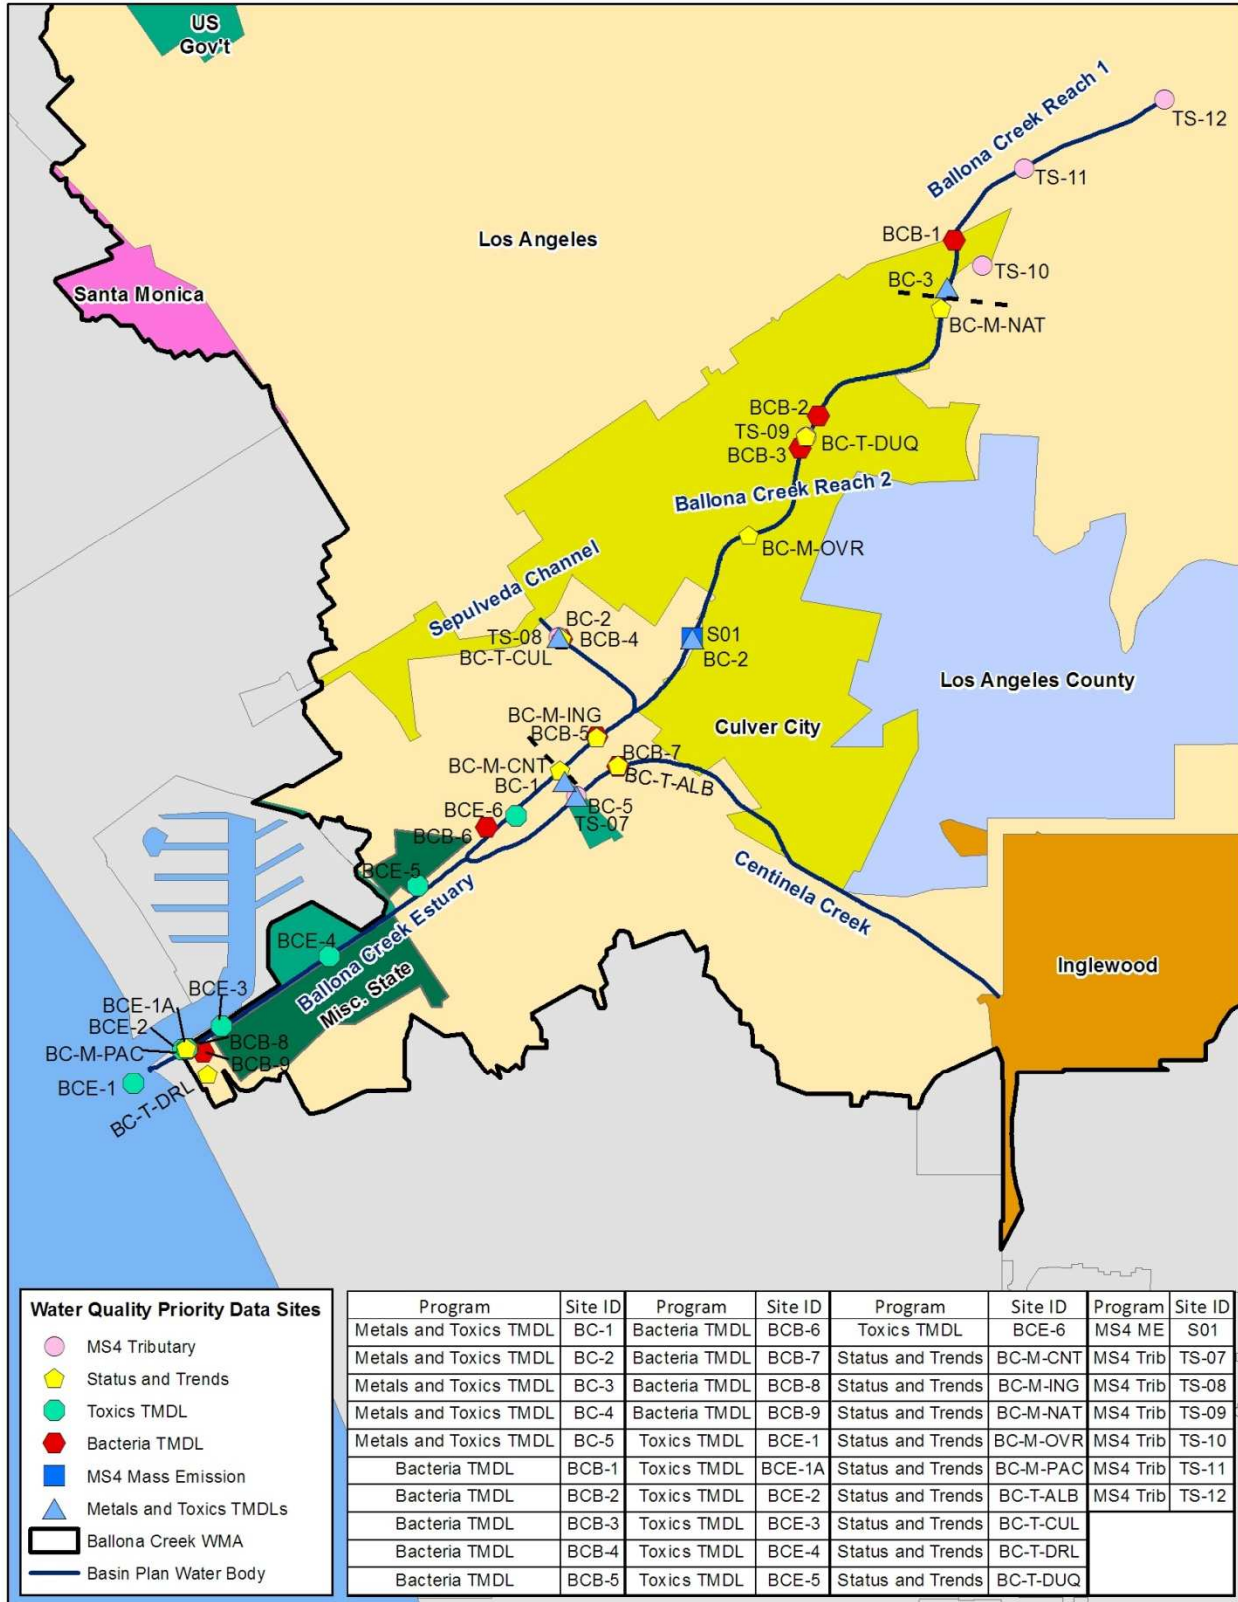 US
Gov't
Ballona Creek Reach 1
TS-12
TS-11
Los Angeles
BCB-1
TS-10
Santa Monica
BC-3
BC-M-NAT
BCB-2
TS-09
BC-T-DUQ
BCB-3
Ballona Creek Reach 2
BC-M-OVR
Sepulveda Channel
BC-2
TS-08
BCB-4
BC-T-CUL
S01
BC-2
Los Angeles County
BC-M-ING
BCB-5
Culver City
BCB-7
BC-M-CNT
BC-T-ALB
BC-1
BC-5
BCE-6
TS-07
BCB-6
BCE-5
Centinela Creek
BCE-4
Ballona Creek Estuary
Misc. State
Inglewood
BCE-3
BCE-1A
BCE-2
BCB-8
BC-M-PAC
BCB-9
BCE-1
BC-T-DRL
Water Quality Priority Data Sites
MS4 Tributary
Status and Trends
Toxics TMDL
Bacteria TMDL
MS4 Mass Emission
Metals and Toxics TMDLs
Ballona Creek WMA
Basin Plan Water Body
Program Site ID Program Site ID Program Site ID Program Site ID
Metals and Toxics TMDL BC-1 Bacteria TMDL BCB-6 Toxics TMDL BCE-6 MS4 ME S01
Metals and Toxics TMDL BC-2 Bacteria TMDL BCB-7 Status and Trends BC-M-CNT MS4 Trib TS-07
Metals and Toxics TMDL BC-3 Bacteria TMDL BCB-8 Status and Trends BC-M-ING MS4 Trib TS-08
Metals and Toxics TMDL BC-4 Bacteria TMDL BCB-9 Status and Trends BC-M-NAT MS4 Trib TS-09
Metals and Toxics TMDL BC-5 Toxics TMDL BCE-1 Status and Trends BC-M-OVR MS4 Trib TS-10
Bacteria TMDL BCB-1 Toxics TMDL BCE-1A Status and Trends BC-M-PAC MS4 Trib TS-11
Bacteria TMDL BCB-2 Toxics TMDL BCE-2 Status and Trends BC-T-ALB MS4 Trib TS-12
Bacteria TMDL BCB-3 Toxics TMDL BCE-3 Status and Trends BC-T-CUL
Bacteria TMDL BCB-4 Toxics TMDL BCE-4 Status and Trends BC-T-DRL
Bacteria TMDL BCB-5 Toxics TMDL BCE-5 Status and Trends BC-T-DUQ